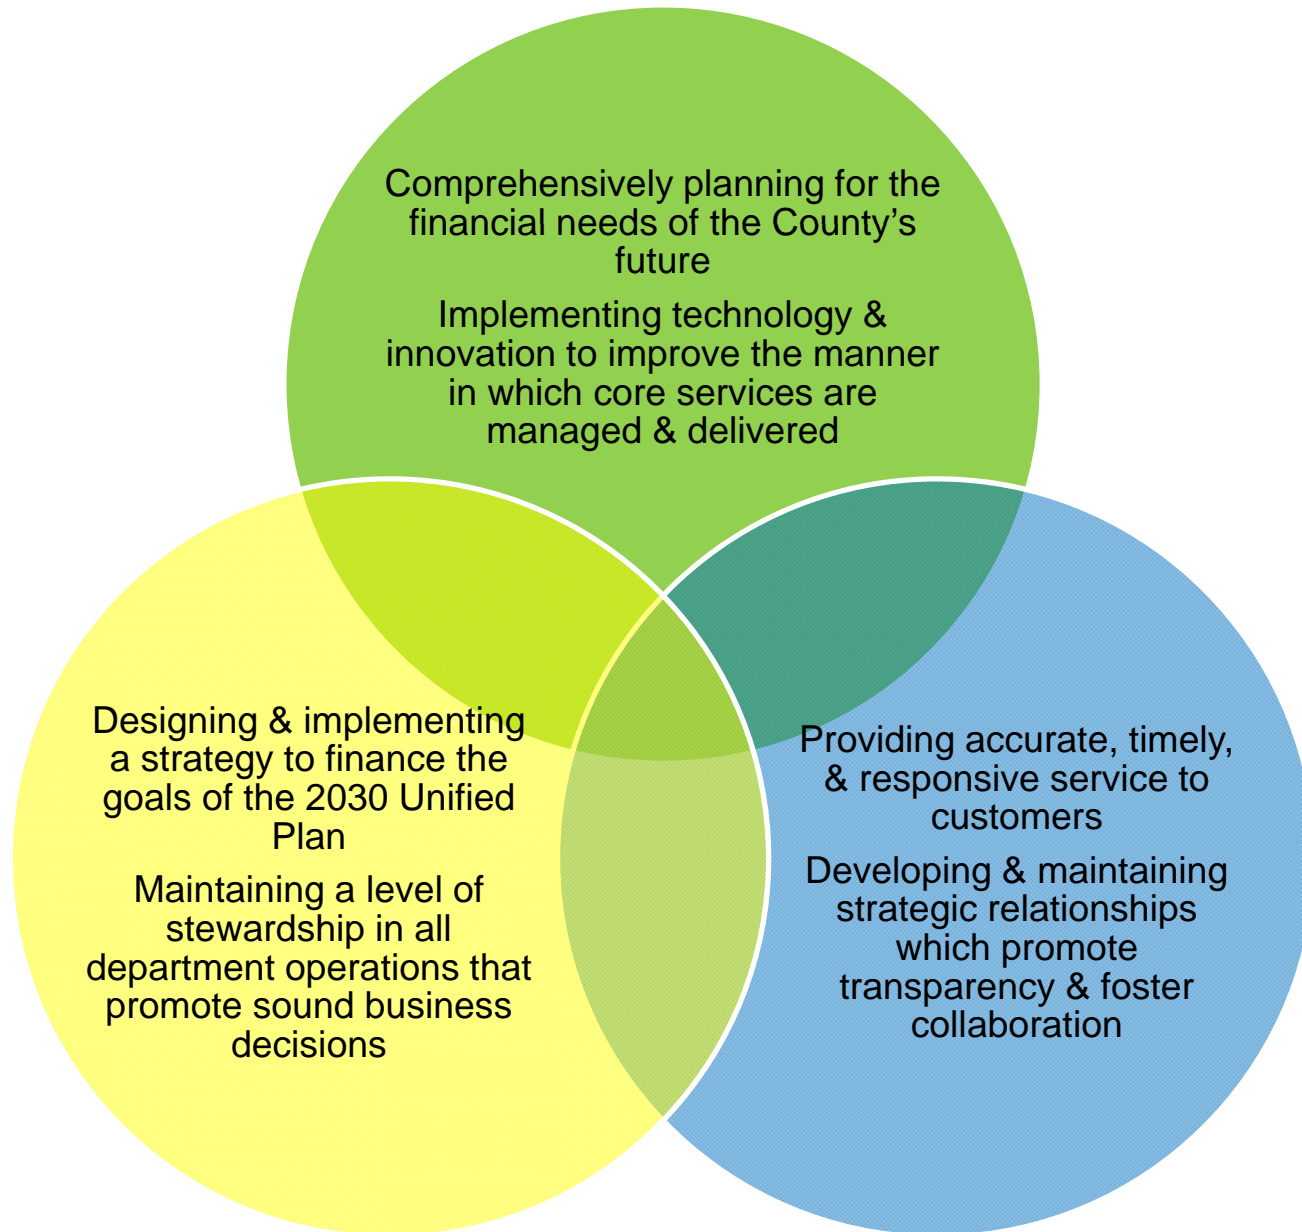 Comprehensively planning for the
financial needs of the County’s
future
Implementing technology &
innovation to improve the manner
in which core services are
managed & delivered
Designing & implementing
a strategy to finance the
goals of the 2030 Unified
Plan
Maintaining a level of
stewardship in all
department operations that
promote sound business
decisions
Providing accurate, timely,
& responsive service to
customers
Developing & maintaining
strategic relationships
which promote
transparency & foster
collaboration